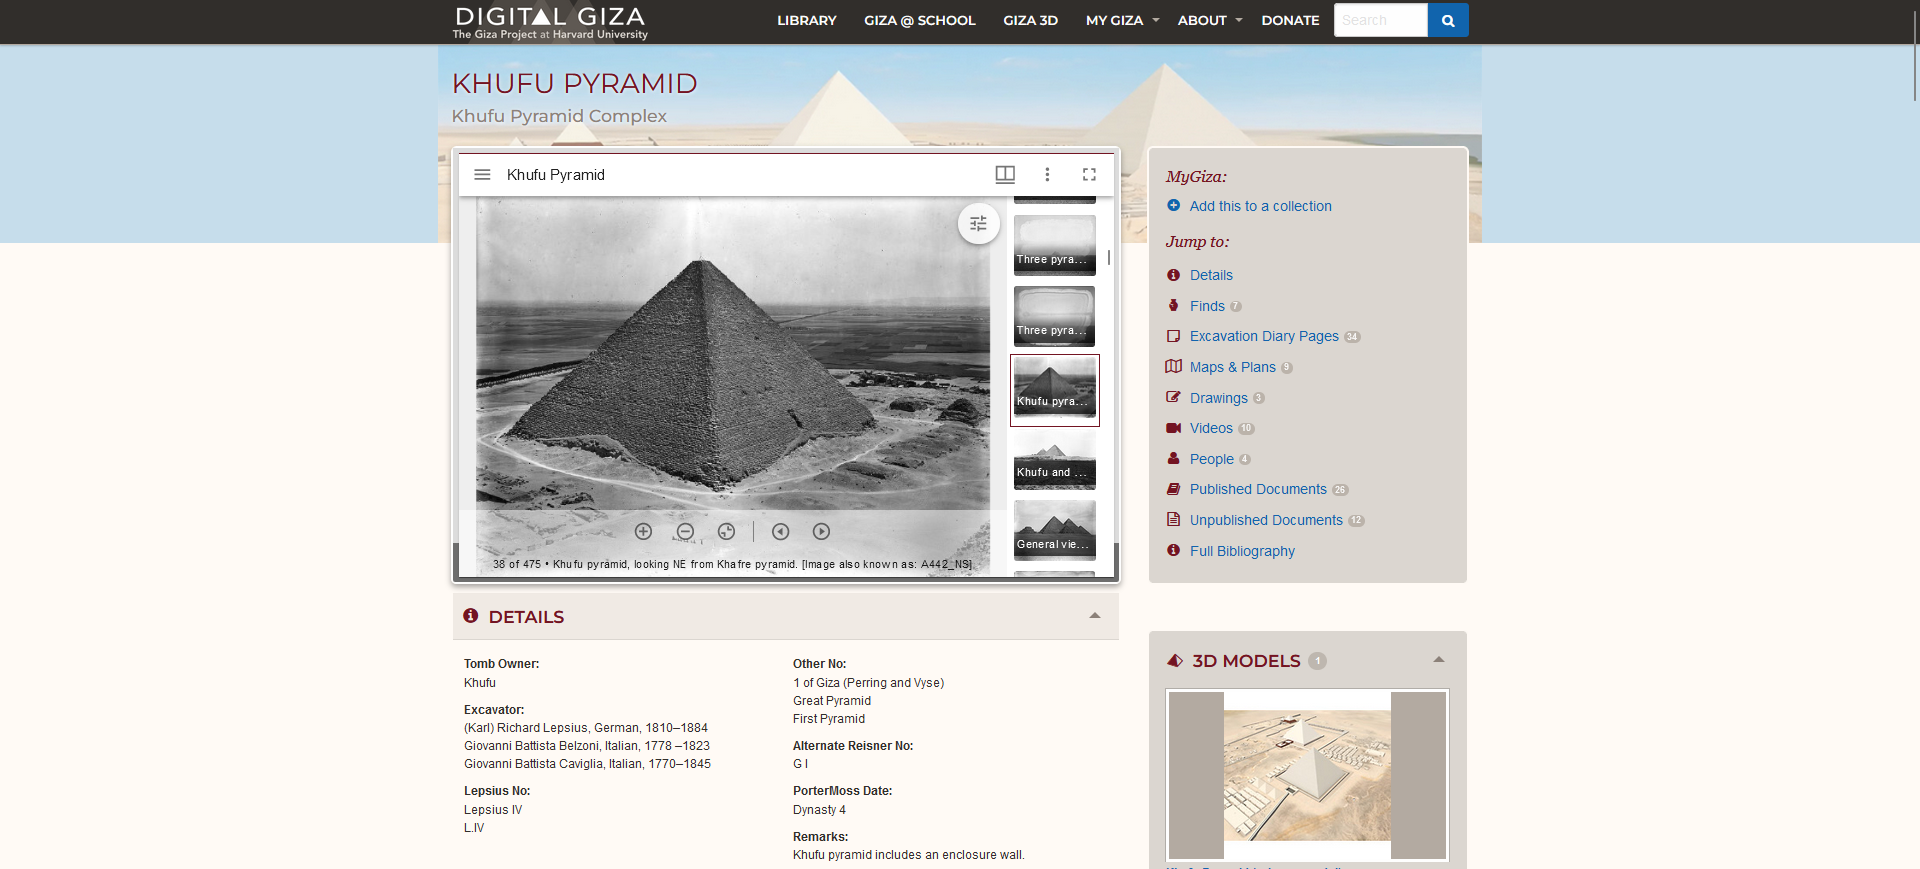 DIGITAL GIZA
The Giza Project at Harvard University
LIBRARY
GIZA @ SCHOOL
GIZA 3D
MY GIZA
ABOUT
DONATE
Search
KHUFU PYRAMID
Khufu Pyramid Complex
Khufu Pyramid
Three pyra...
Three pyra...
Khufu pyra...
Khufu and ...
General vie...
38 of 475 • Khufu pyramid, looking NE from Khafre pyramid. [Image also known as: A442_NS]
MyGiza:
Add this to a collection
Jump to:
Details
Finds 7
Excavation Diary Pages 34
Maps & Plans 9
Drawings 3
Videos 10
People 4
Published Documents 26
Unpublished Documents 12
Full Bibliography
DETAILS
Tomb Owner:
Khufu
Excavator:
(Karl) Richard Lepsius, German, 1810–1884
Giovanni Battista Belzoni, Italian, 1778 –1823
Giovanni Battista Caviglia, Italian, 1770–1845
Lepsius No:
Lepsius IV
L.IV
Other No:
1 of Giza (Perring and Vyse)
Great Pyramid
First Pyramid
Alternate Reisner No:
G I
PorterMoss Date:
Dynasty 4
Remarks:
Khufu pyramid includes an enclosure wall.
3D MODELS 1